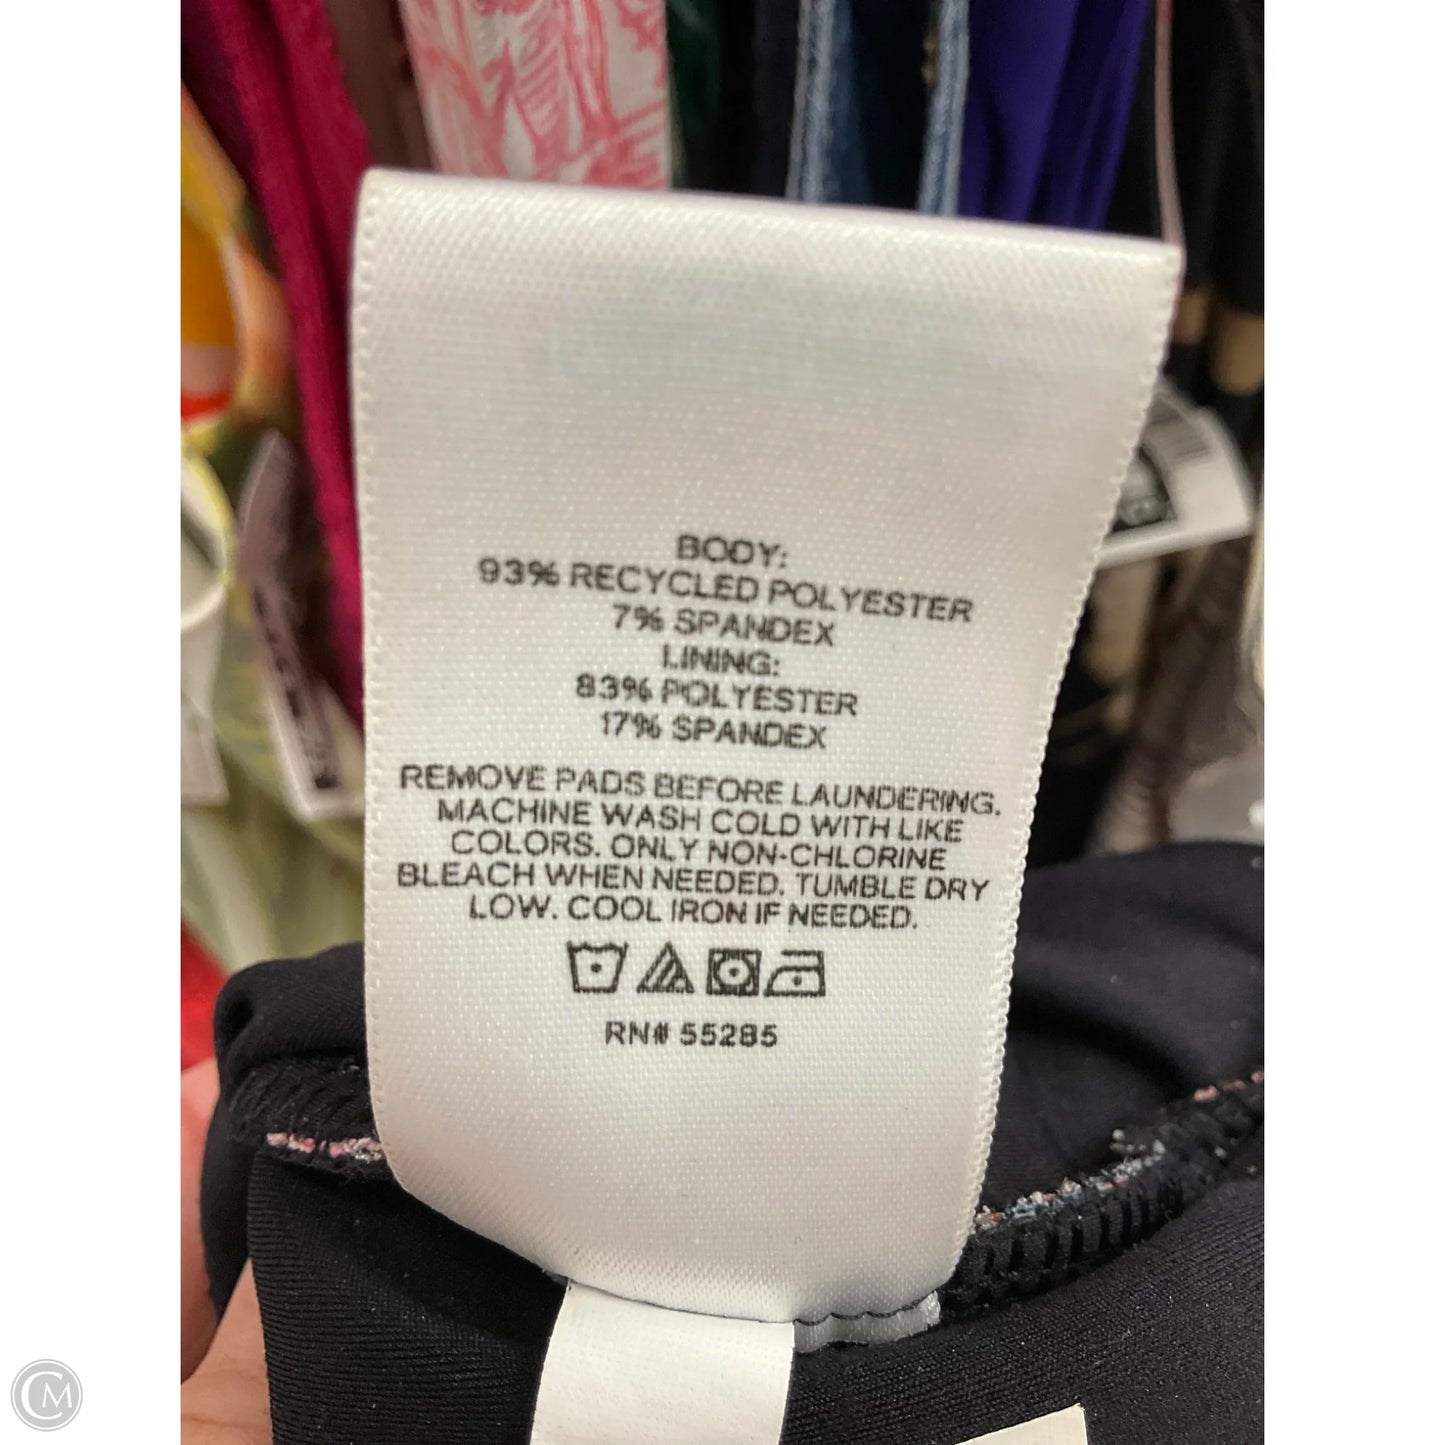 BODY:
93% RECYCLED POLYESTER
7% SPANDEX
LINING:
83% POLYESTER
17% SPANDEX
REMOVE PADS BEFORE LAUNDERING.
MACHINE WASH COLD WITH LIKE
COLORS. ONLY NON-CHLORINE
BLEACH WHEN NEEDED. TUMBLE DRY
LOW. COOL IRON IF NEEDED.
RN# 55285
CM